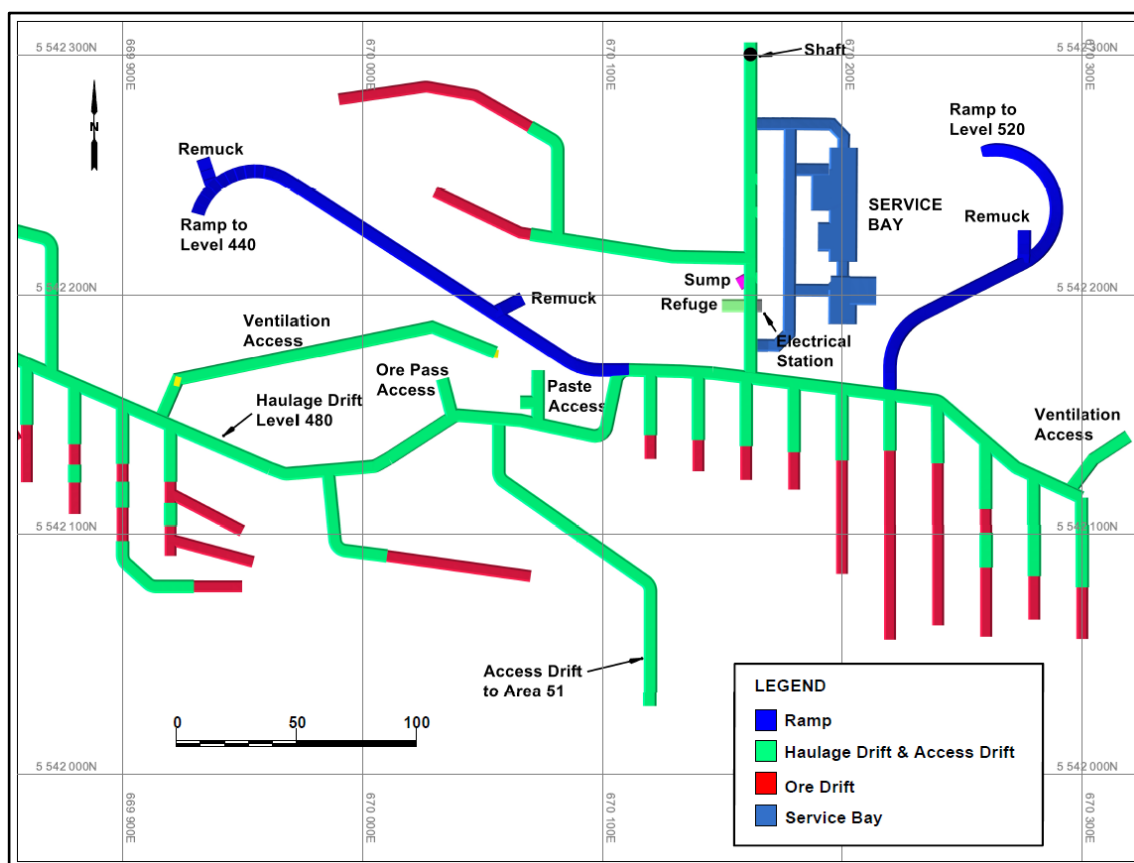 5 542 300N
669 900E
670 000E
670 100E
Shaft
670 200E
5 542 300N
670 300E
N
Remuck
Ramp to
Level 440
Ramp to
Level 520
Remuck
SERVICE
BAY
Sump
5 542 200N
Remuck
Refuge
5 542 200N
Electrical
Station
Ventilation
Access
Ore Pass
Access
Paste
Access
Haulage Drift
Level 480
Ventilation
Access
5 542 100N
5 542 100N
Access Drift
to Area 51
0
50
100
LEGEND
Ramp
Haulage Drift & Access Drift
Ore Drift
Service Bay
5 542 000N
5 542 000N
669 900E
670 000E
670 100E
670 300E